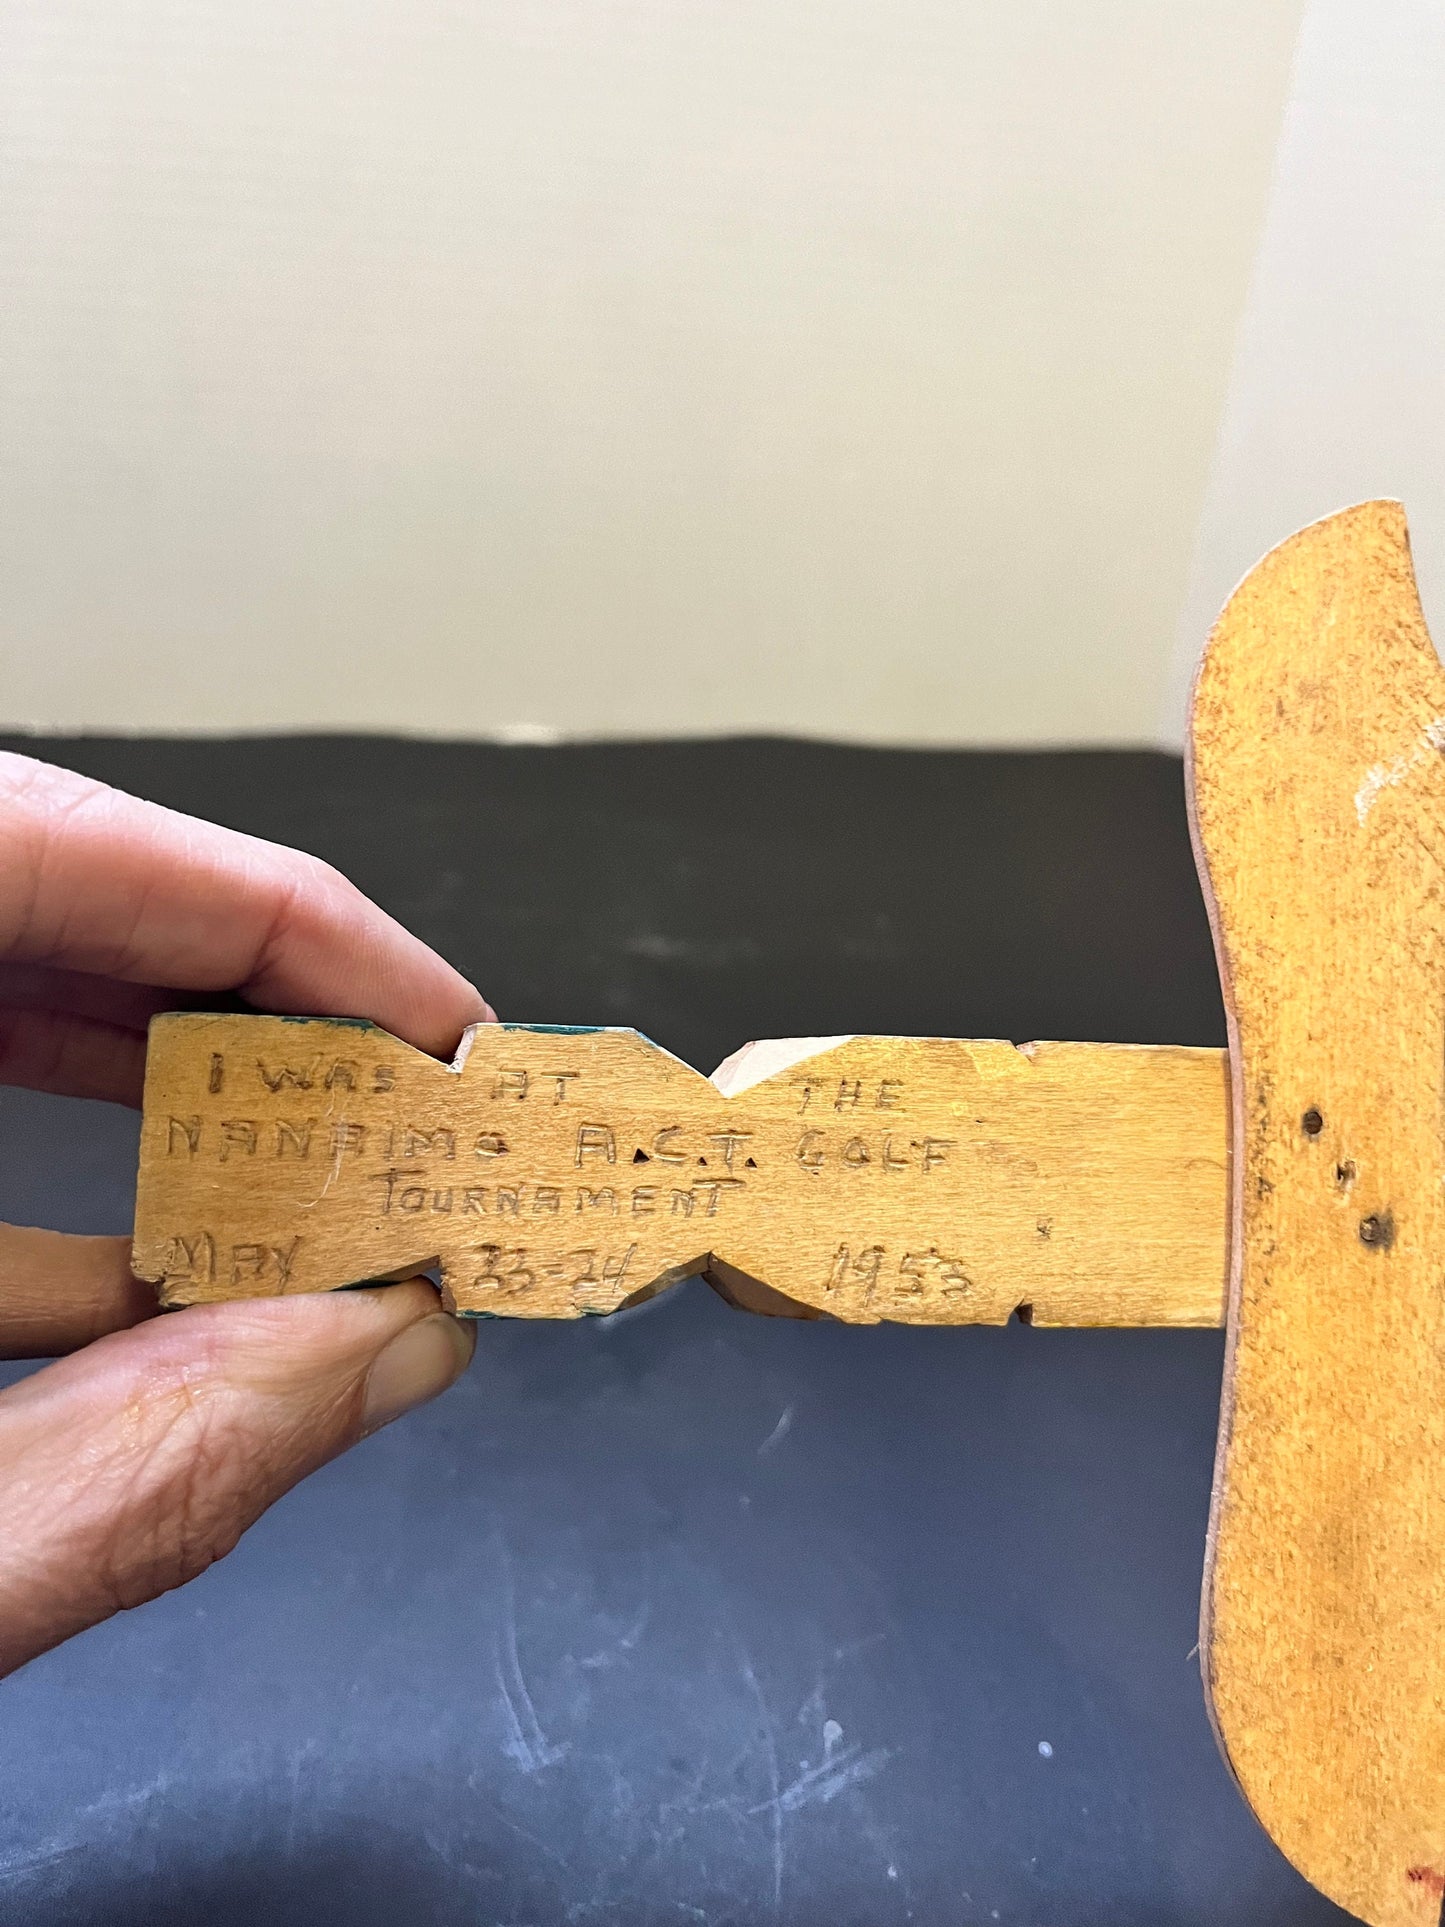 I WAS AT THE
NANAIMO A.C.T. GOLF
TOURNAMENT
MAY 23-24 1953